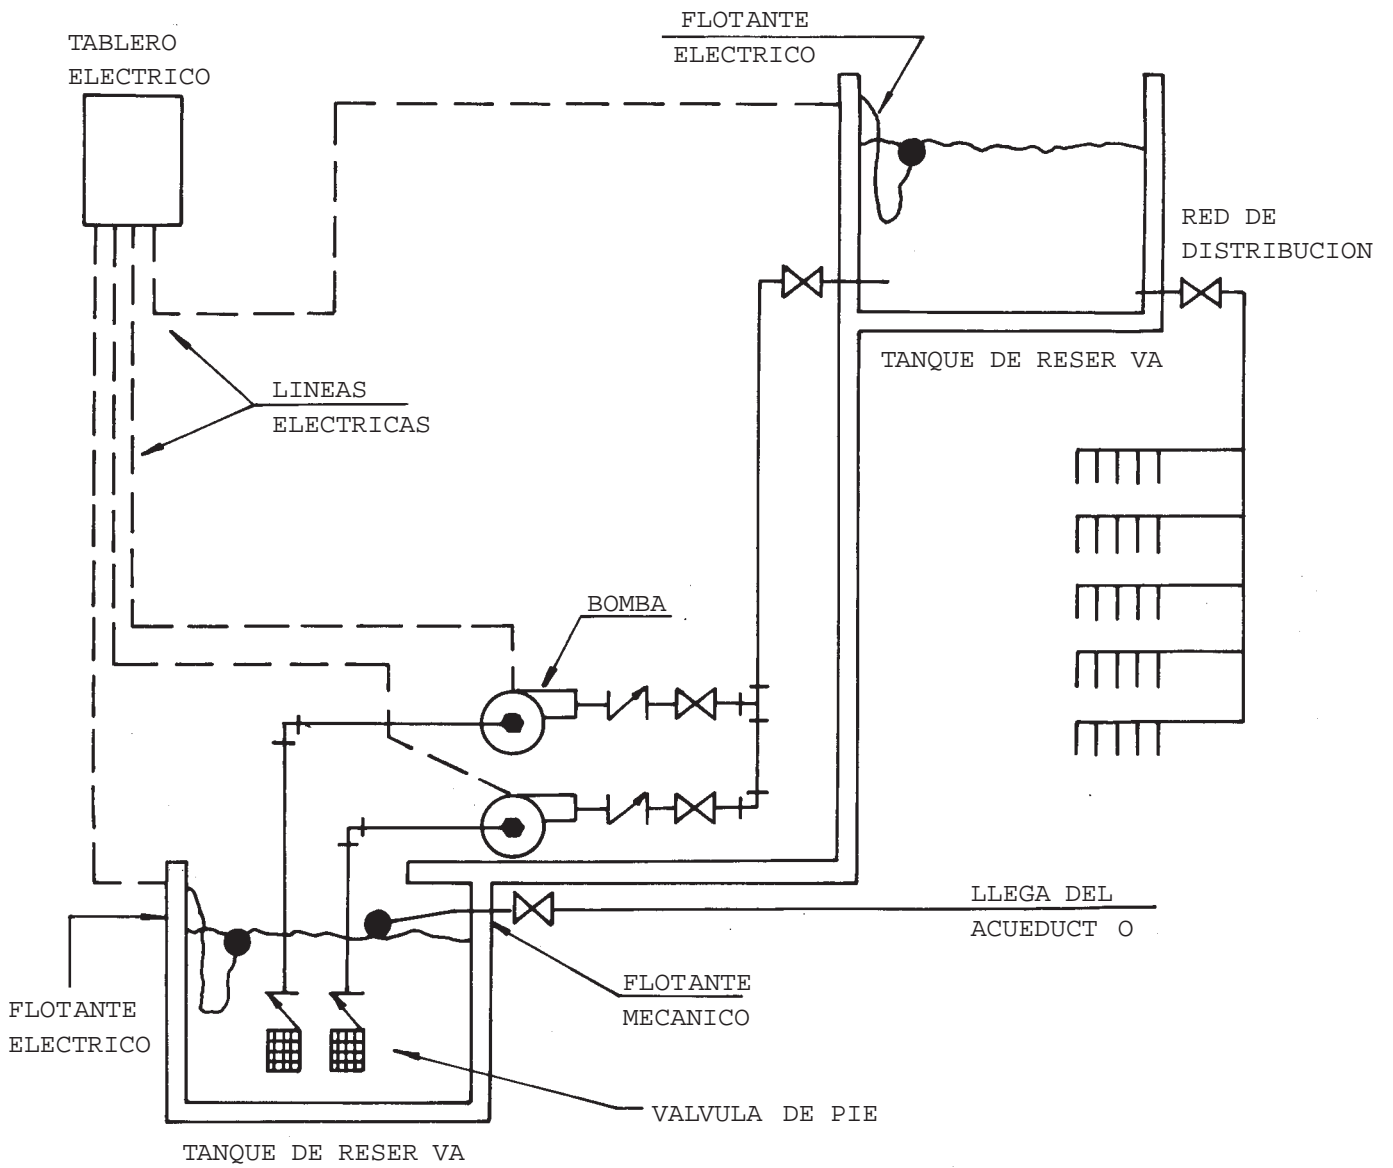 FLOTANTE
ELECTRICO
TABLERO
ELECTRICO
RED DE
DISTRIBUCION
TANQUE DE RESER VA
LINEAS
ELECTRICAS
BOMBA
LLEGA DEL
ACUEDUCT O
FLOTANTE
MECANICO
FLOTANTE
ELECTRICO
VALVULA DE PIE
TANQUE DE RESER VA